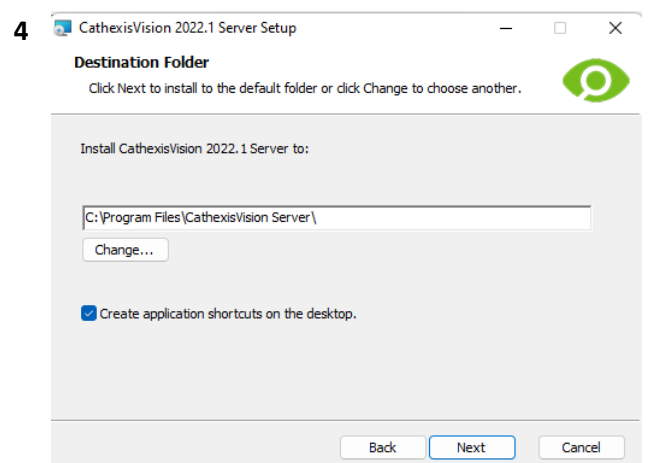 4
CathexisVision 2022.1 Server Setup
Destination Folder
Click Next to install to the default folder or click Change to choose another.
Install CathexisVision 2022.1 Server to:
C:\Program Files\CathexisVision Server\
Change...
Create application shortcuts on the desktop.
Back Next Cancel